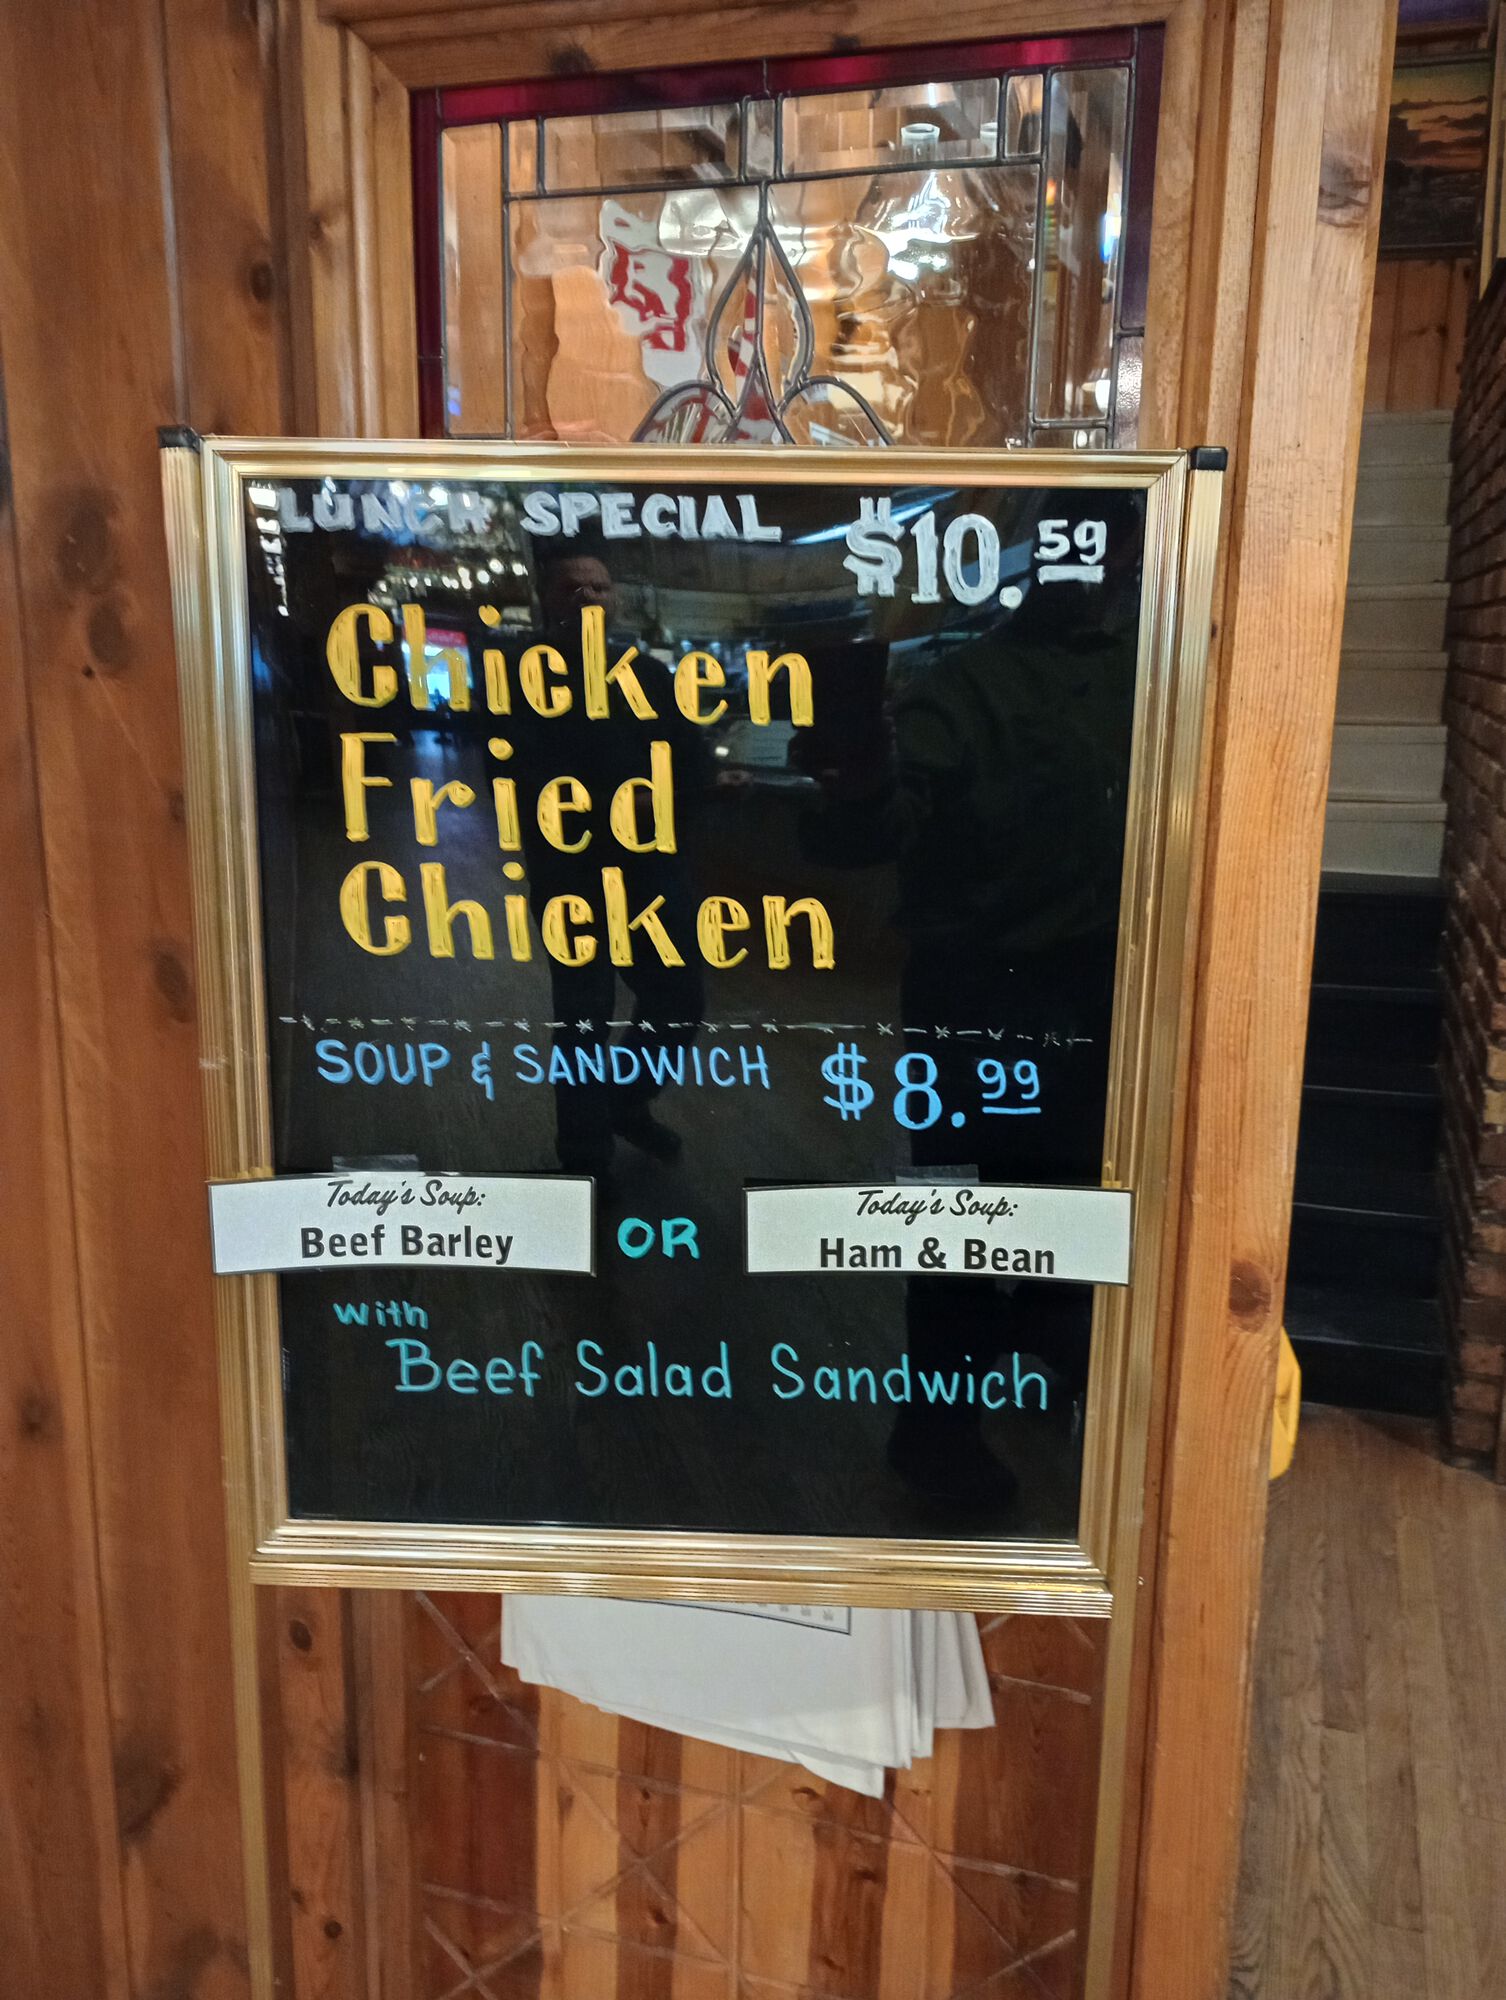 LUNCH SPECIAL $10.59
Chicken
Fried
Chicken
SOUP & SANDWICH $8.99
Today's Soup:
Beef Barley
OR
Today's Soup:
Ham & Bean
with
Beef Salad Sandwich